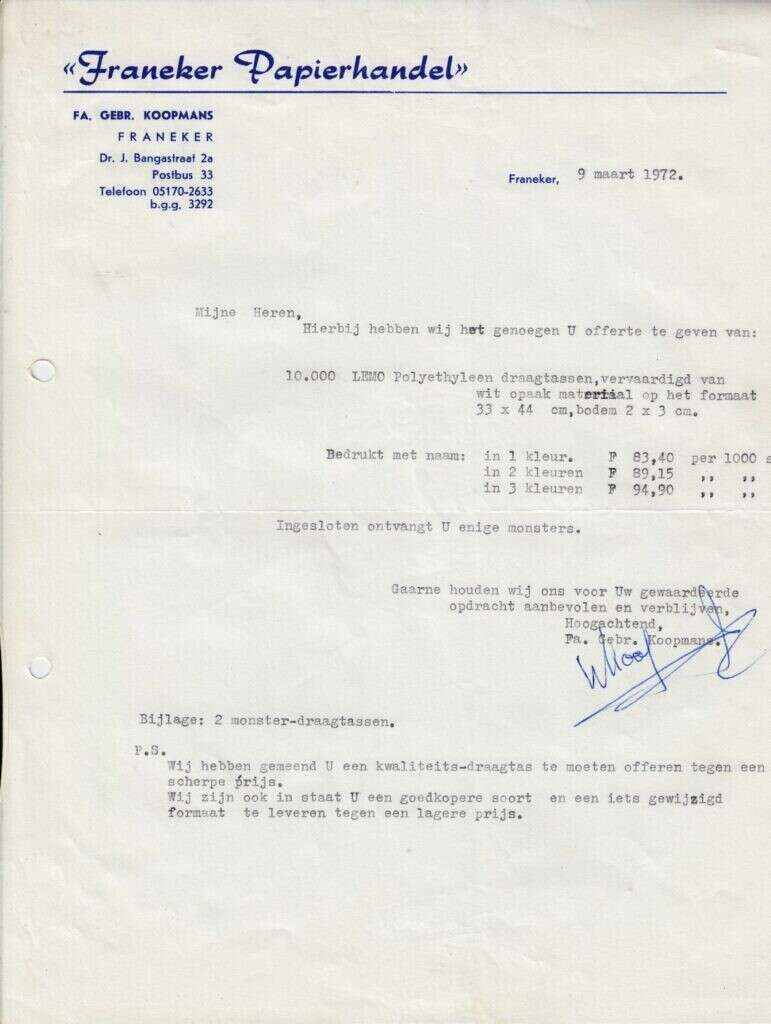 «Franeker Papierhandel»
FA. GEBR. KOOPMANS
FRANEKER
Dr. J. Bangastraat 2a
Postbus 33
Telefoon 05170-2633
b.g.g. 3292
Franeker, 9 maart 1972.
Mijne Heren,
Hierbij hebben wij het genoegen U offerte te geven van:
10.000 LEMO Polyethyleen draagtassen,vervaardigd van
wit opaak materiaal op het formaat
33 x 44 cm,bodem 2 x 3 cm.
Bedrukt met naam: in 1 kleur. F 83,40 per 1000 s
in 2 kleuren F 89,15 ,, ,,
in 3 kleuren F 94,90 ,, ,,
Ingesloten ontvangt U enige monsters.
Gaarne houden wij ons voor Uw gewaardeerde
opdracht aanbevolen en verblijven,
Hoogachtend,
Fa. Gebr. Koopmans.
Bijlage: 2 monster-draagtassen.
P.S.
Wij hebben gemeend U een kwaliteits-draagtas te moeten offeren tegen een
scherpe prijs.
Wij zijn ook in staat U een goedkopere soort en een iets gewijzigd
formaat te leveren tegen een lagere prijs.